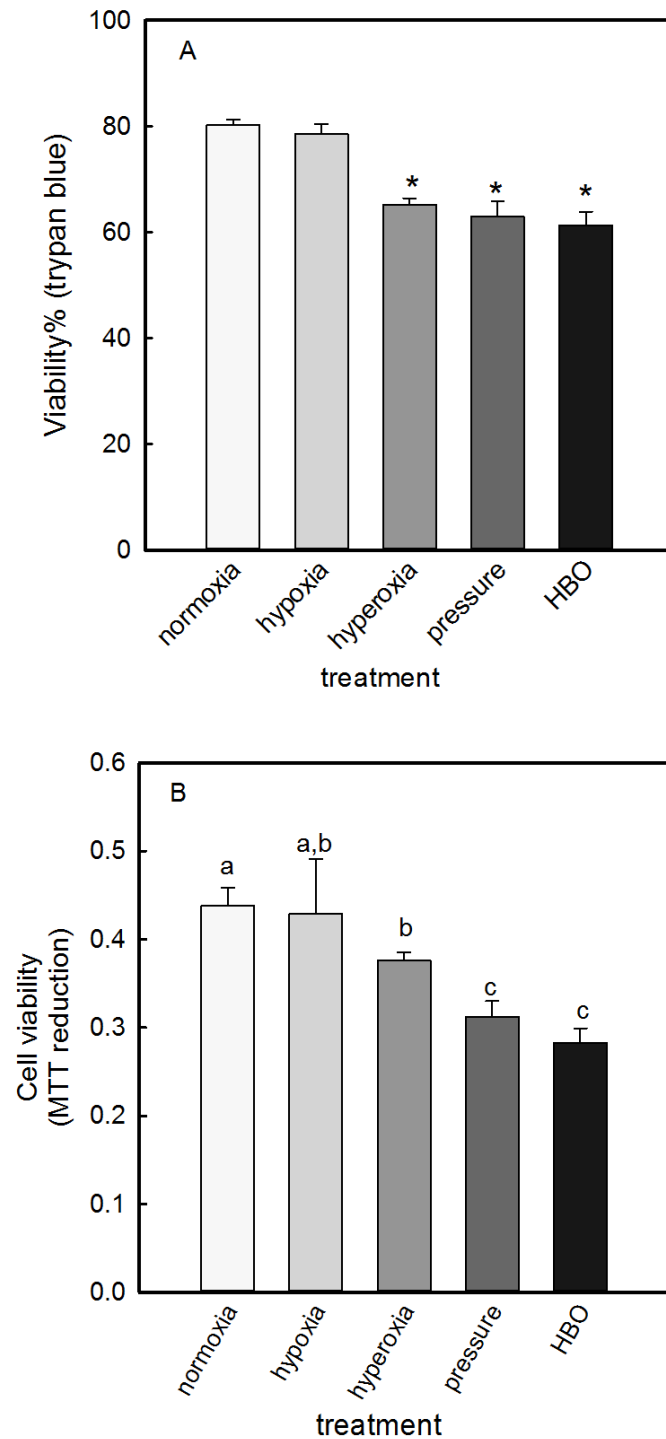 A
Viability% (trypan blue)
100
80
60
40
20
0
* * *
normoxia
hypoxia
hyperoxia
pressure
HBO
treatment
B
Cell viability
(MTT reduction)
0.6
0.5
0.4
0.3
0.2
0.1
0.0
a
a,b
b
c
c
normoxia
hypoxia
hyperoxia
pressure
HBO
treatment